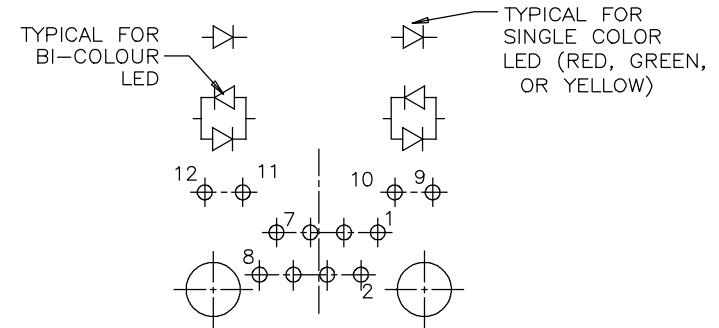 TYPICAL FOR
BI-COLOUR
LED
TYPICAL FOR
SINGLE COLOR
LED (RED, GREEN,
OR YELLOW)
12 11 10 9
7 1
8 2